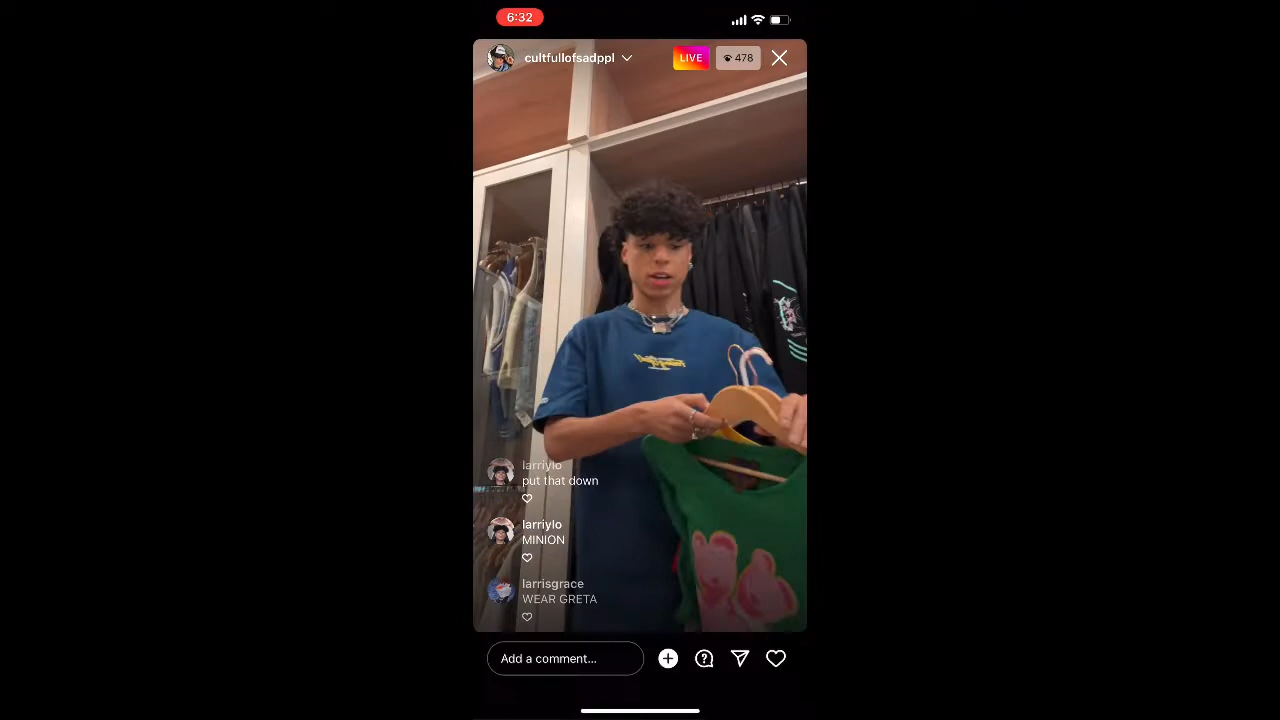 6:32
cultfullofsadppl
LIVE
478
larriylo
put that down
larriylo
MINION
larrisgrace
WEAR GRETA
Add a comment...